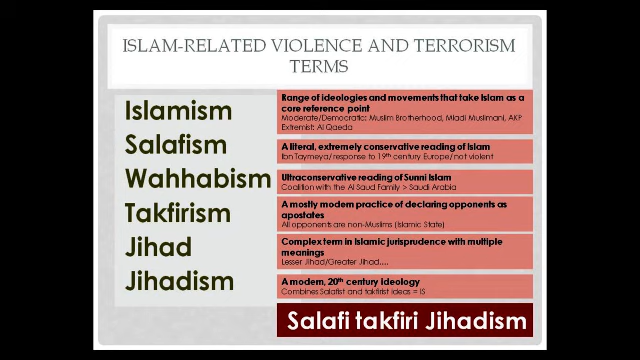 ISLAM-RELATED VIOLENCE AND TERRORISM
TERMS
Islamism
Range of ideologies and movements that take Islam as a
core reference point
Moderate/Democratic: Muslim Brotherhood, Mladi Muslimani, AKP
Extremist: Al Qaeda
Salafism
A literal, extremely conservative reading of Islam
Ibn Taymeya/response to 19th century Europe/not violent
Wahhabism
Ultraconservative reading of Sunni Islam
Coalition with the Al Saud Family > Saudi Arabia
Takfirism
A mostly modern practice of declaring opponents as
apostates
All opponents are non-Muslims (Islamic State)
Jihad
Complex term in Islamic jurisprudence with multiple
meanings
Lesser Jihad/Greater Jihad....
Jihadism
A modern, 20th century ideology
Combines Salafist and takfirist ideas = IS
Salafi takfiri Jihadism